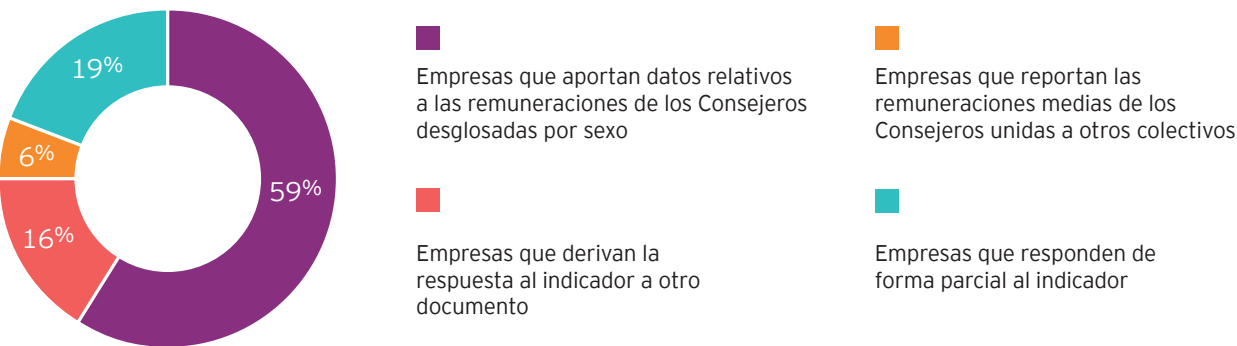 19%
6%
16%
59%
Empresas que aportan datos relativos
a las remuneraciones de los Consejeros
desglosadas por sexo
Empresas que reportan las
remuneraciones medias de los
Consejeros unidas a otros colectivos
Empresas que derivan la
respuesta al indicador a otro
documento
Empresas que responden de
forma parcial al indicador